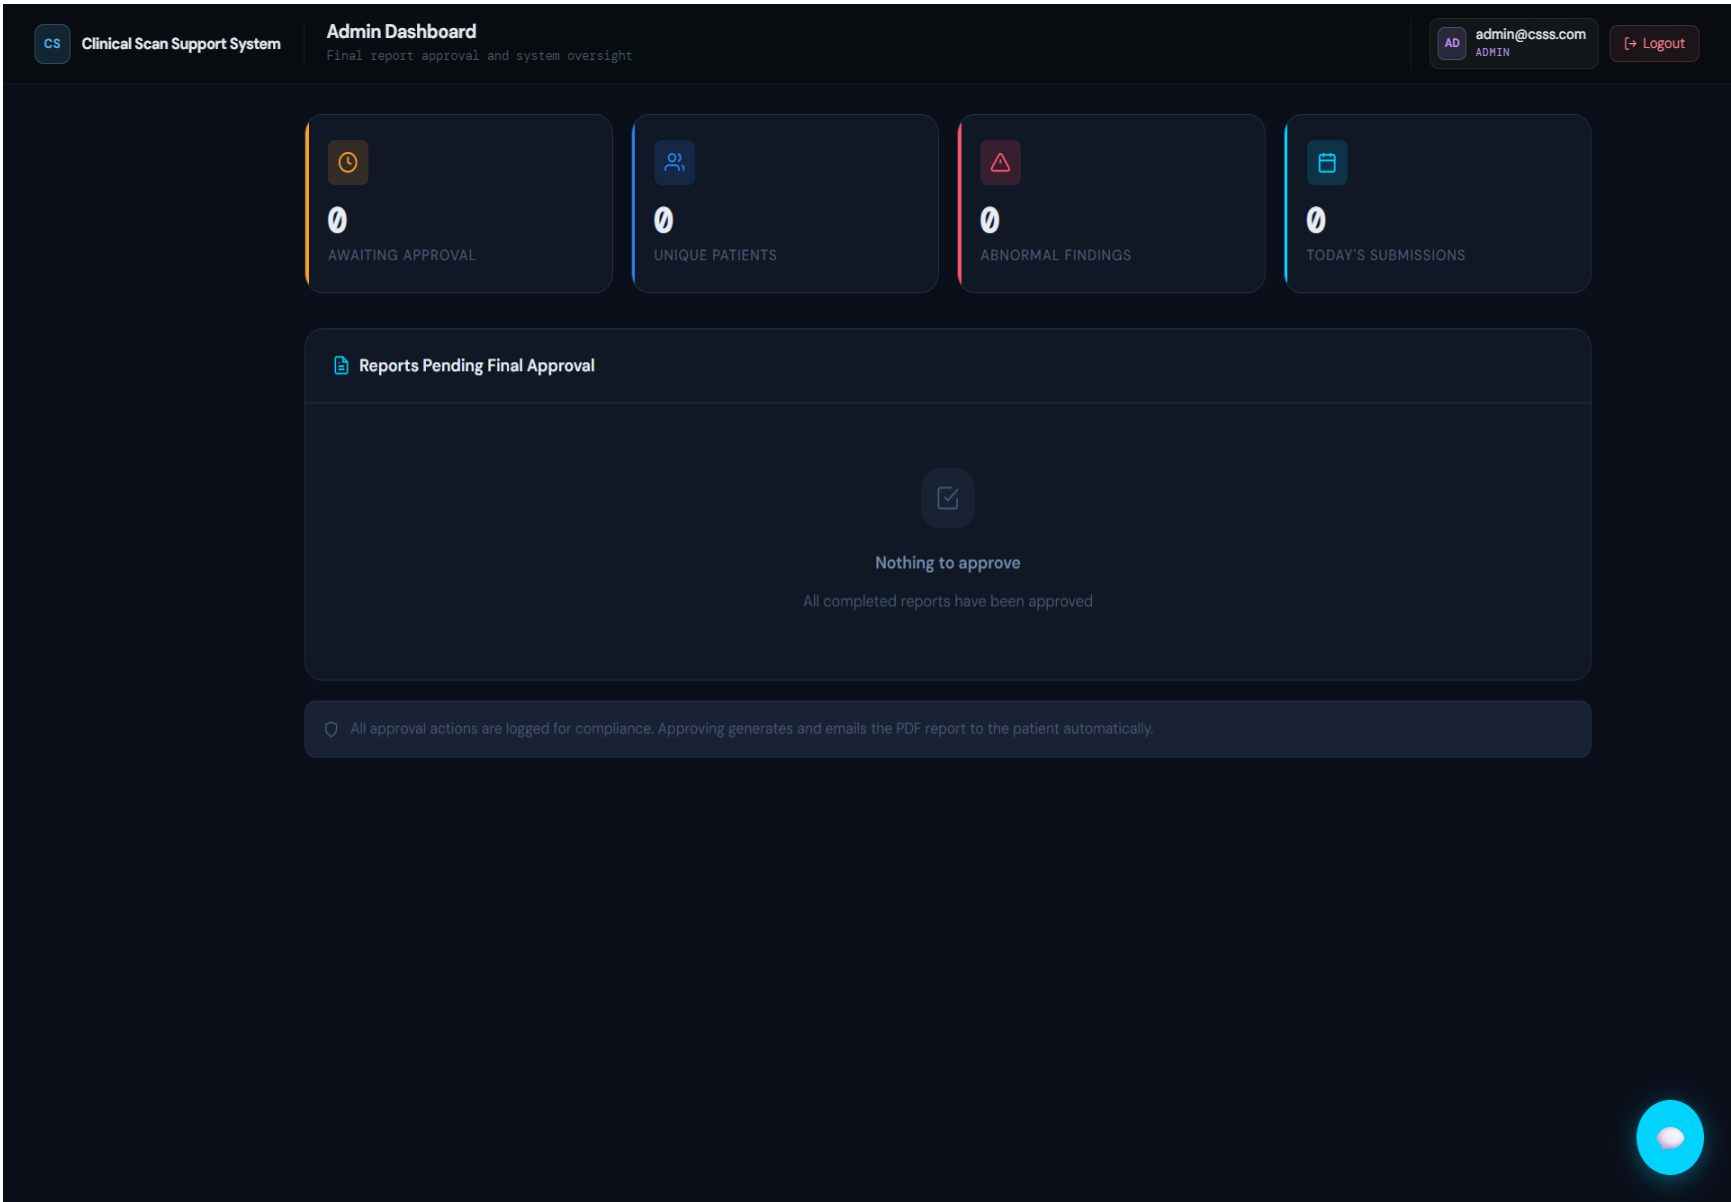 CS
Clinical Scan Support System
Admin Dashboard
Final report approval and system oversight
AD
admin@csss.com
ADMIN
Logout
0
AWAITING APPROVAL
0
UNIQUE PATIENTS
0
ABNORMAL FINDINGS
0
TODAY'S SUBMISSIONS
Reports Pending Final Approval
Nothing to approve
All completed reports have been approved
All approval actions are logged for compliance. Approving generates and emails the PDF report to the patient automatically.